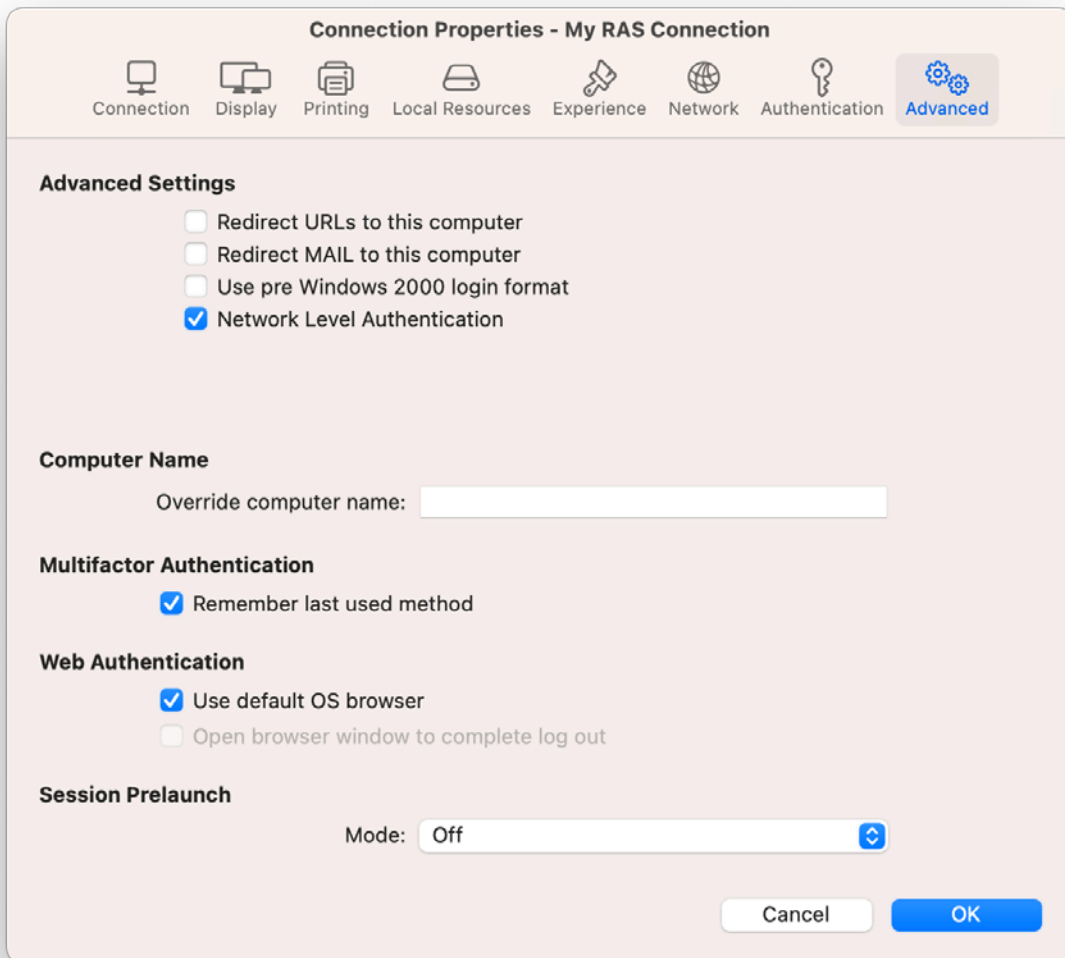 Connection Properties - My RAS Connection
Connection Display Printing Local Resources Experience Network Authentication Advanced
Advanced Settings
Redirect URLs to this computer
Redirect MAIL to this computer
Use pre Windows 2000 login format
Network Level Authentication
Computer Name
Override computer name:
Multifactor Authentication
Remember last used method
Web Authentication
Use default OS browser
Open browser window to complete log out
Session Prelaunch
Mode: Off
Cancel OK